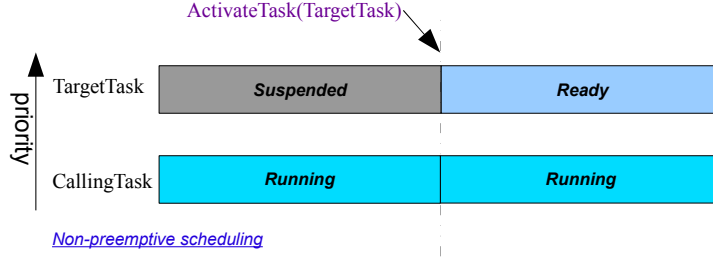 ActivateTask(TargetTask)
priority
TargetTask
Suspended
Ready
CallingTask
Running
Running
Non-preemptive scheduling